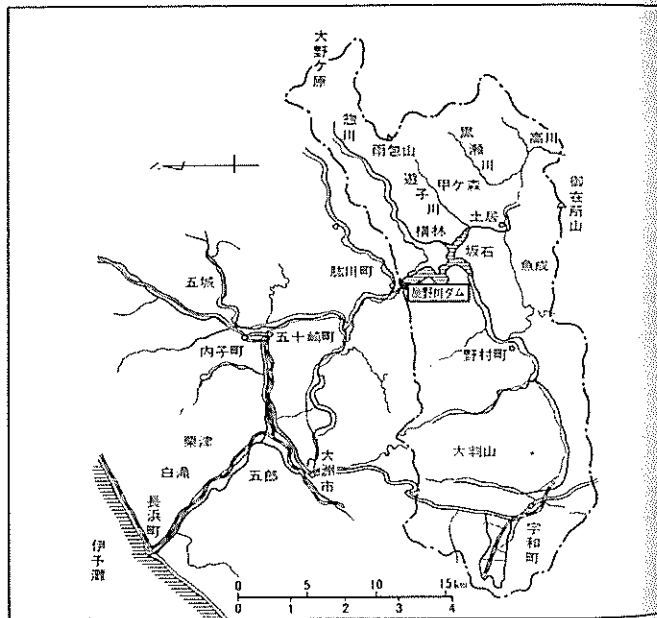 大野ケ原
惣川
雨包山
黒瀬川
高川
遊子川
甲ケ森
御在所山
土居
横林
坂石
魚成
肱川町
鹿野川ダム
五城
五十崎町
内子町
野村町
粟津
白滝
五郎
大洲市
大判山
長浜町
宇和町
伊予灘
0 5 10 15km
0 1 2 3 4